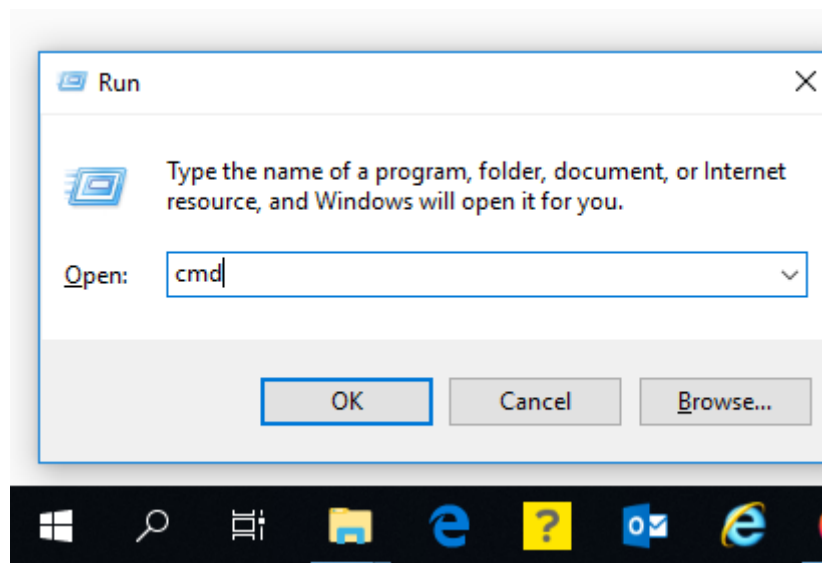 Run
Type the name of a program, folder, document, or Internet
resource, and Windows will open it for you.
Open: cmd
OK Cancel Browse...
? o